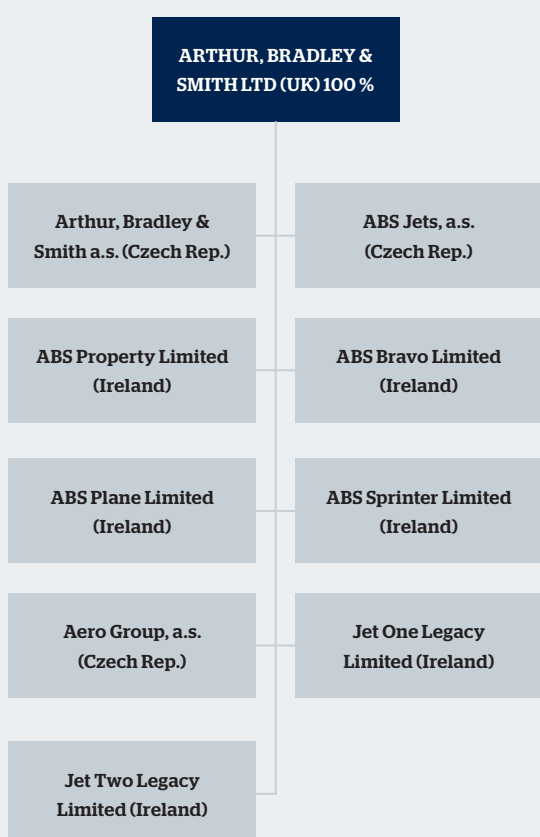 ARTHUR, BRADLEY &
SMITH LTD (UK) 100 %
Arthur, Bradley &
Smith a.s. (Czech Rep.)
ABS Jets, a.s.
(Czech Rep.)
ABS Property Limited
(Ireland)
ABS Bravo Limited
(Ireland)
ABS Plane Limited
(Ireland)
ABS Sprinter Limited
(Ireland)
Aero Group, a.s.
(Czech Rep.)
Jet One Legacy
Limited (Ireland)
Jet Two Legacy
Limited (Ireland)